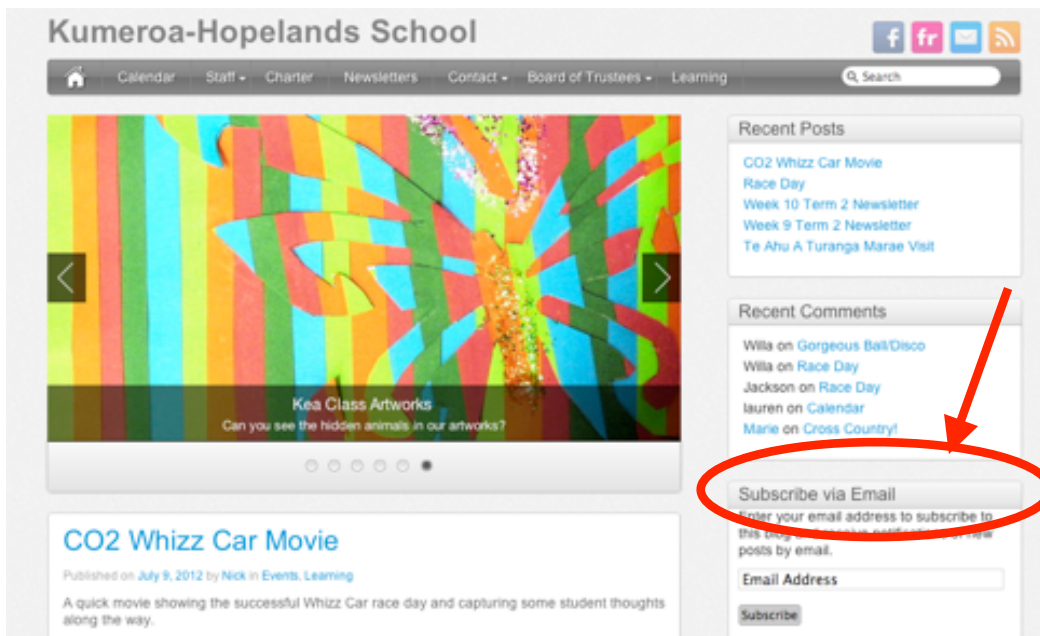 Kumeroa-Hopelands School
f fr
Calendar Staff Charter Newsletters Contact Board of Trustees Learning Search
Kea Class Artworks
Can you see the hidden animals in our artworks?
CO2 Whizz Car Movie
Published on July 9, 2012 by Nick in Events, Learning
A quick movie showing the successful Whizz Car race day and capturing some student thoughts
along the way.
Recent Posts
CO2 Whizz Car Movie
Race Day
Week 10 Term 2 Newsletter
Week 9 Term 2 Newsletter
Te Ahu A Turanga Marae Visit
Recent Comments
Willa on Gorgeous Ball/Disco
Willa on Race Day
Jackson on Race Day
lauren on Calendar
Marie on Cross Country!
Subscribe via Email
Enter your email address to subscribe to
this blog and receive notifications of new
posts by email.
Email Address
Subscribe